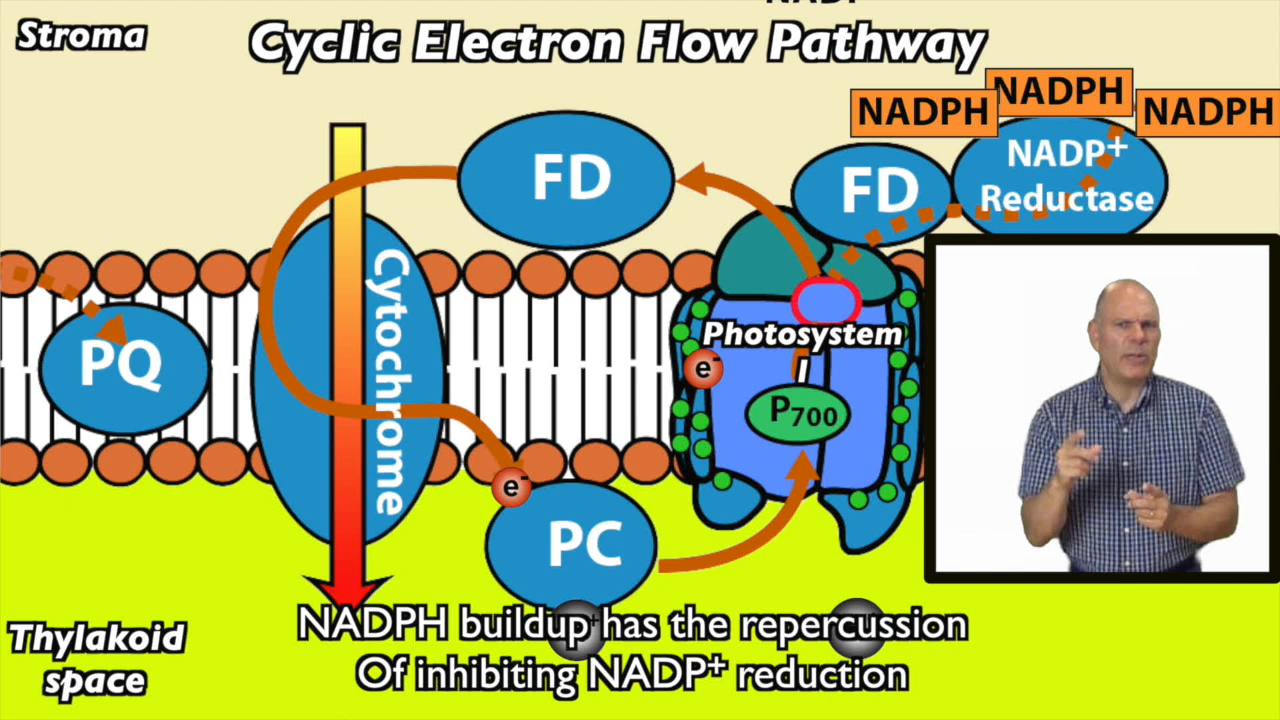 NADP
Stroma
Cyclic Electron Flow Pathway
NADPH
NADPH
NADPH
FD
FD
NADP+
Reductase
Cytochrome
PQ
Photosystem
I
e-
P700
e-
PC
+
NADPH buildup has the repercussion
Of inhibiting NADP+ reduction
Thylakoid
space